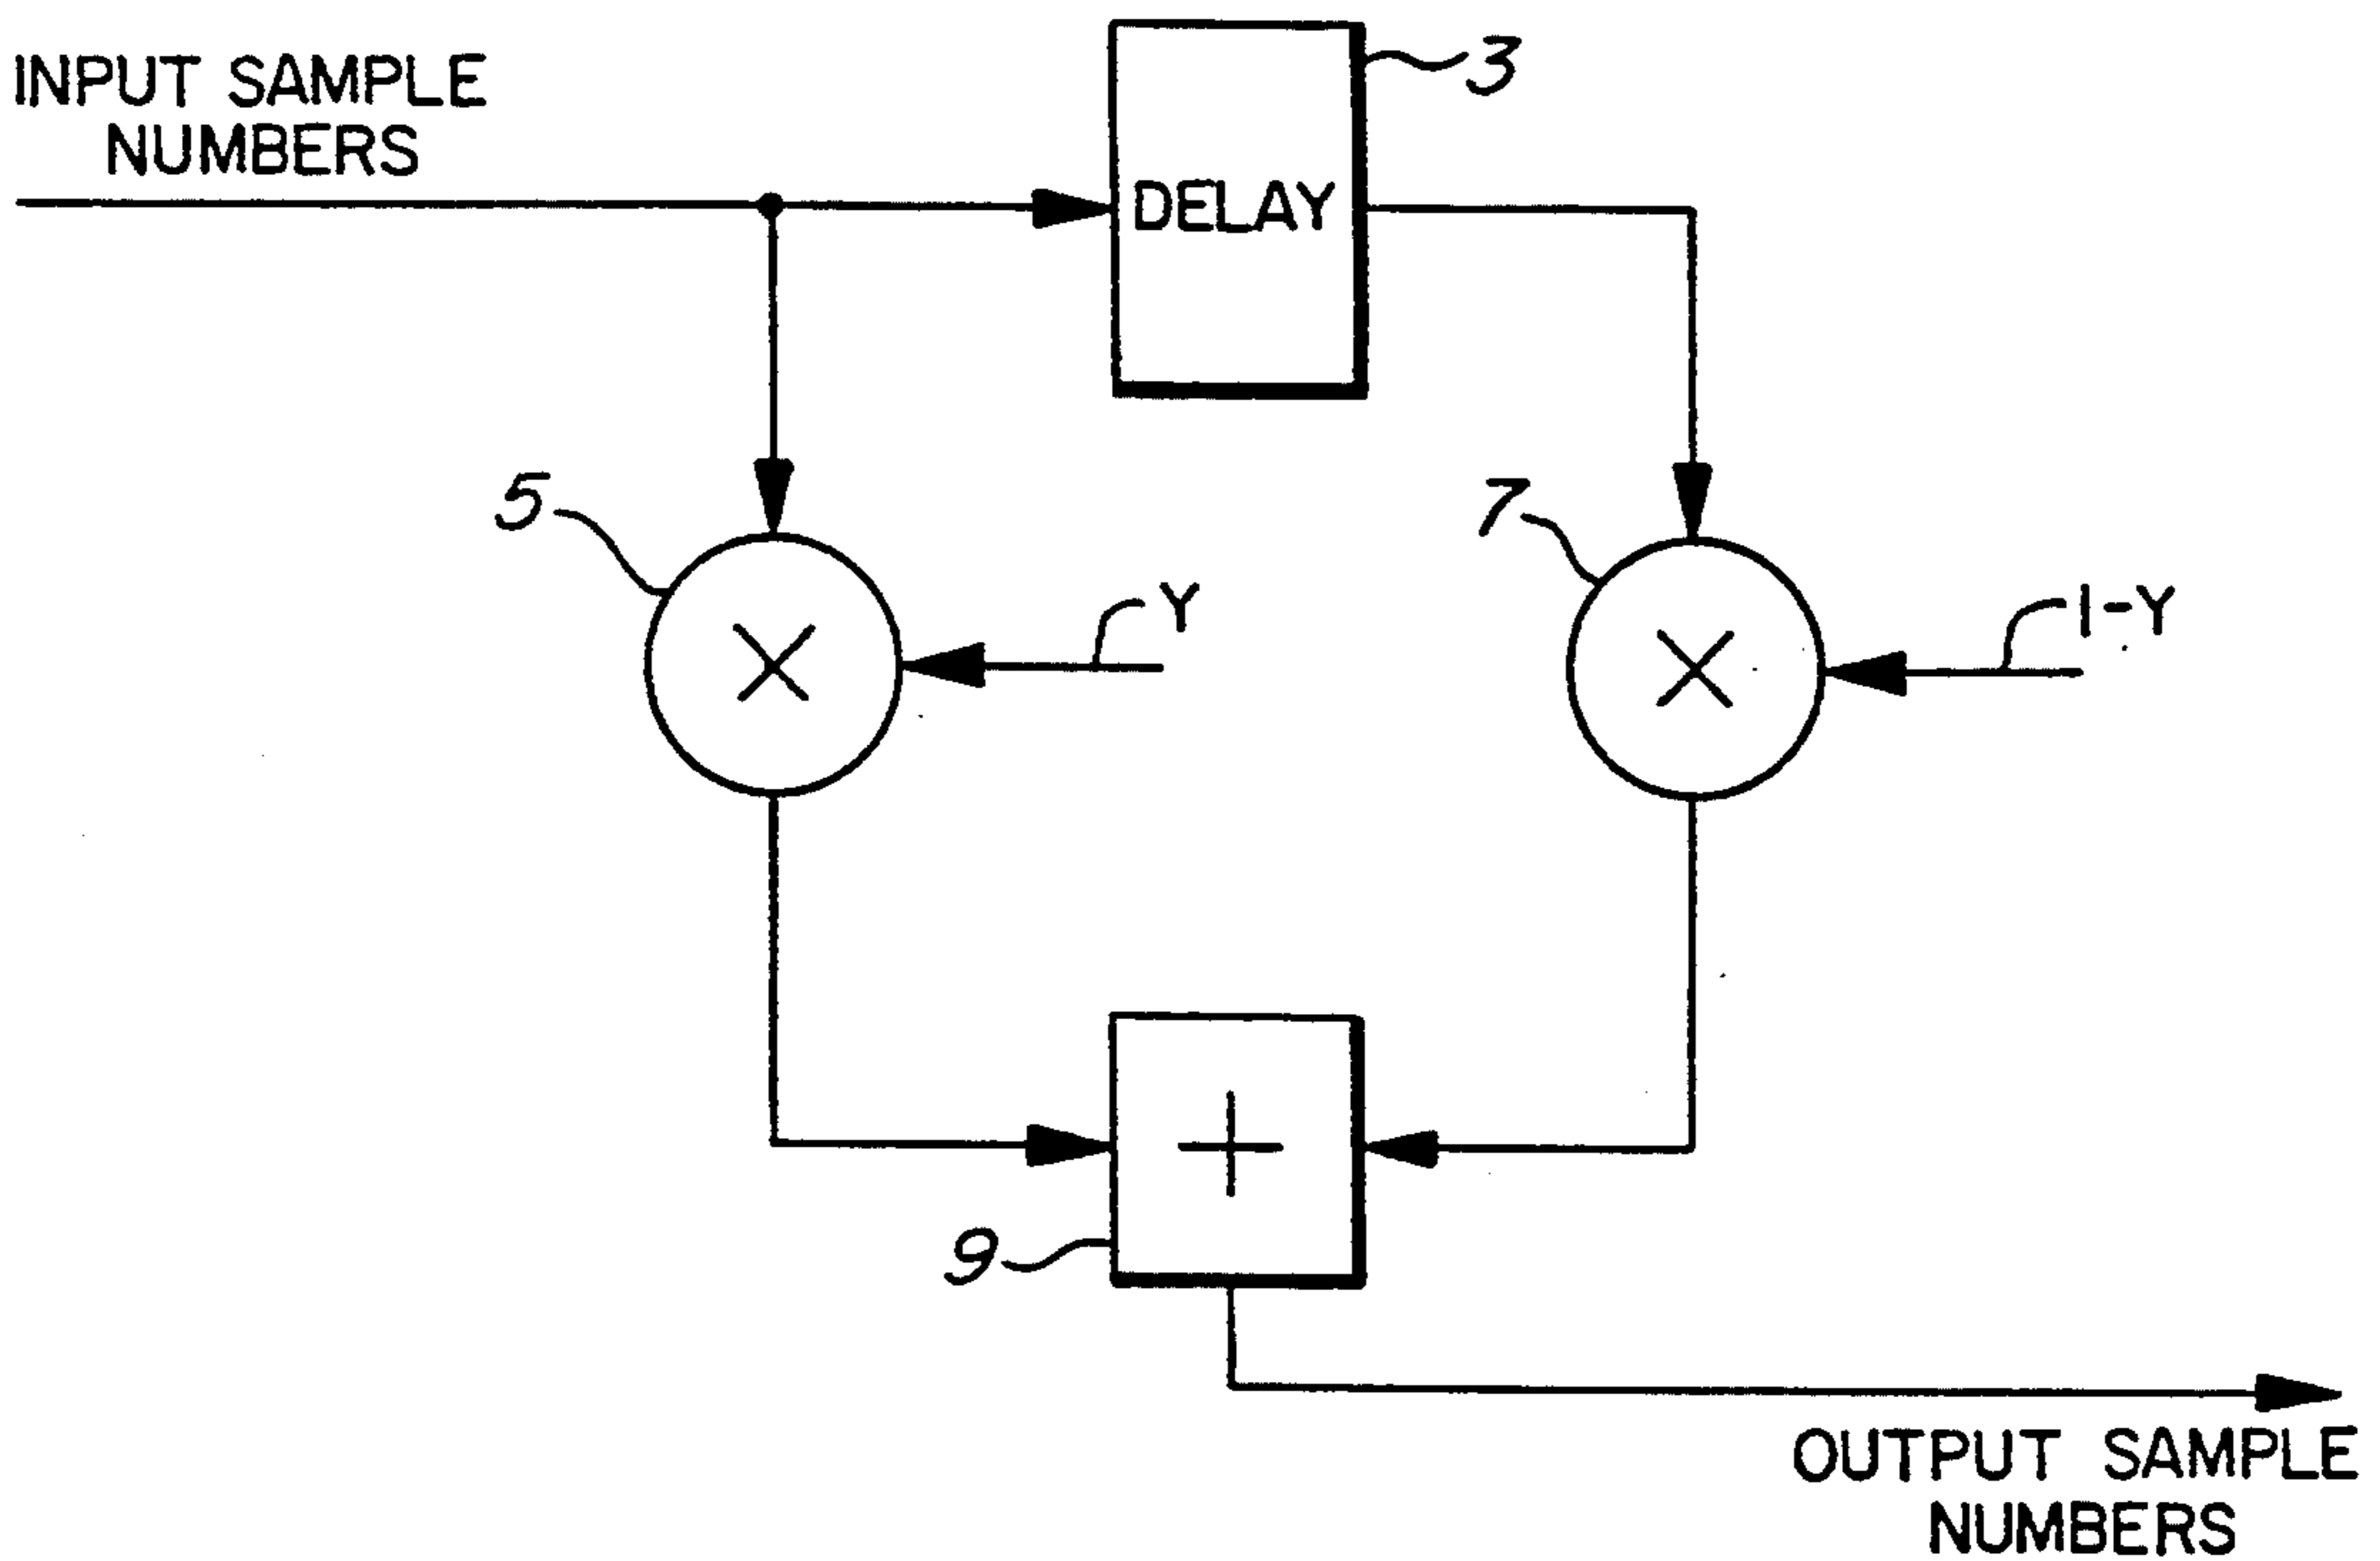 INPUT SAMPLE
NUMBERS
3
DELAY
5
7
Y
1-Y
×
×
+
9
OUTPUT SAMPLE
NUMBERS